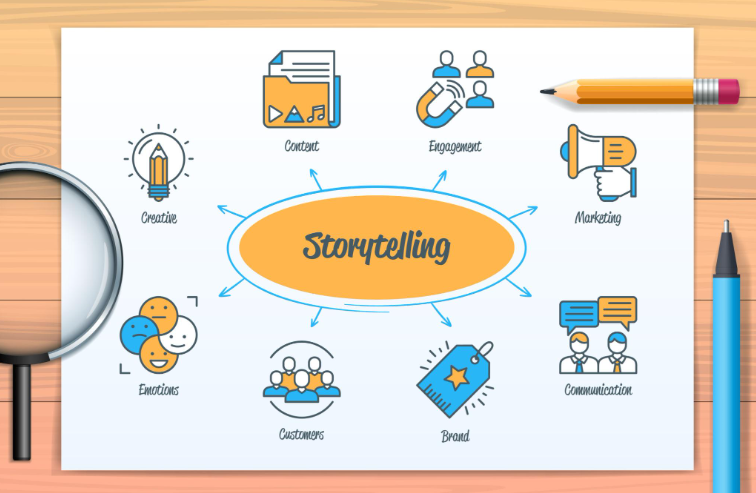 Content
Engagement
Creative
Marketing
Storytelling
Emotions
Communication
Customers
Brand